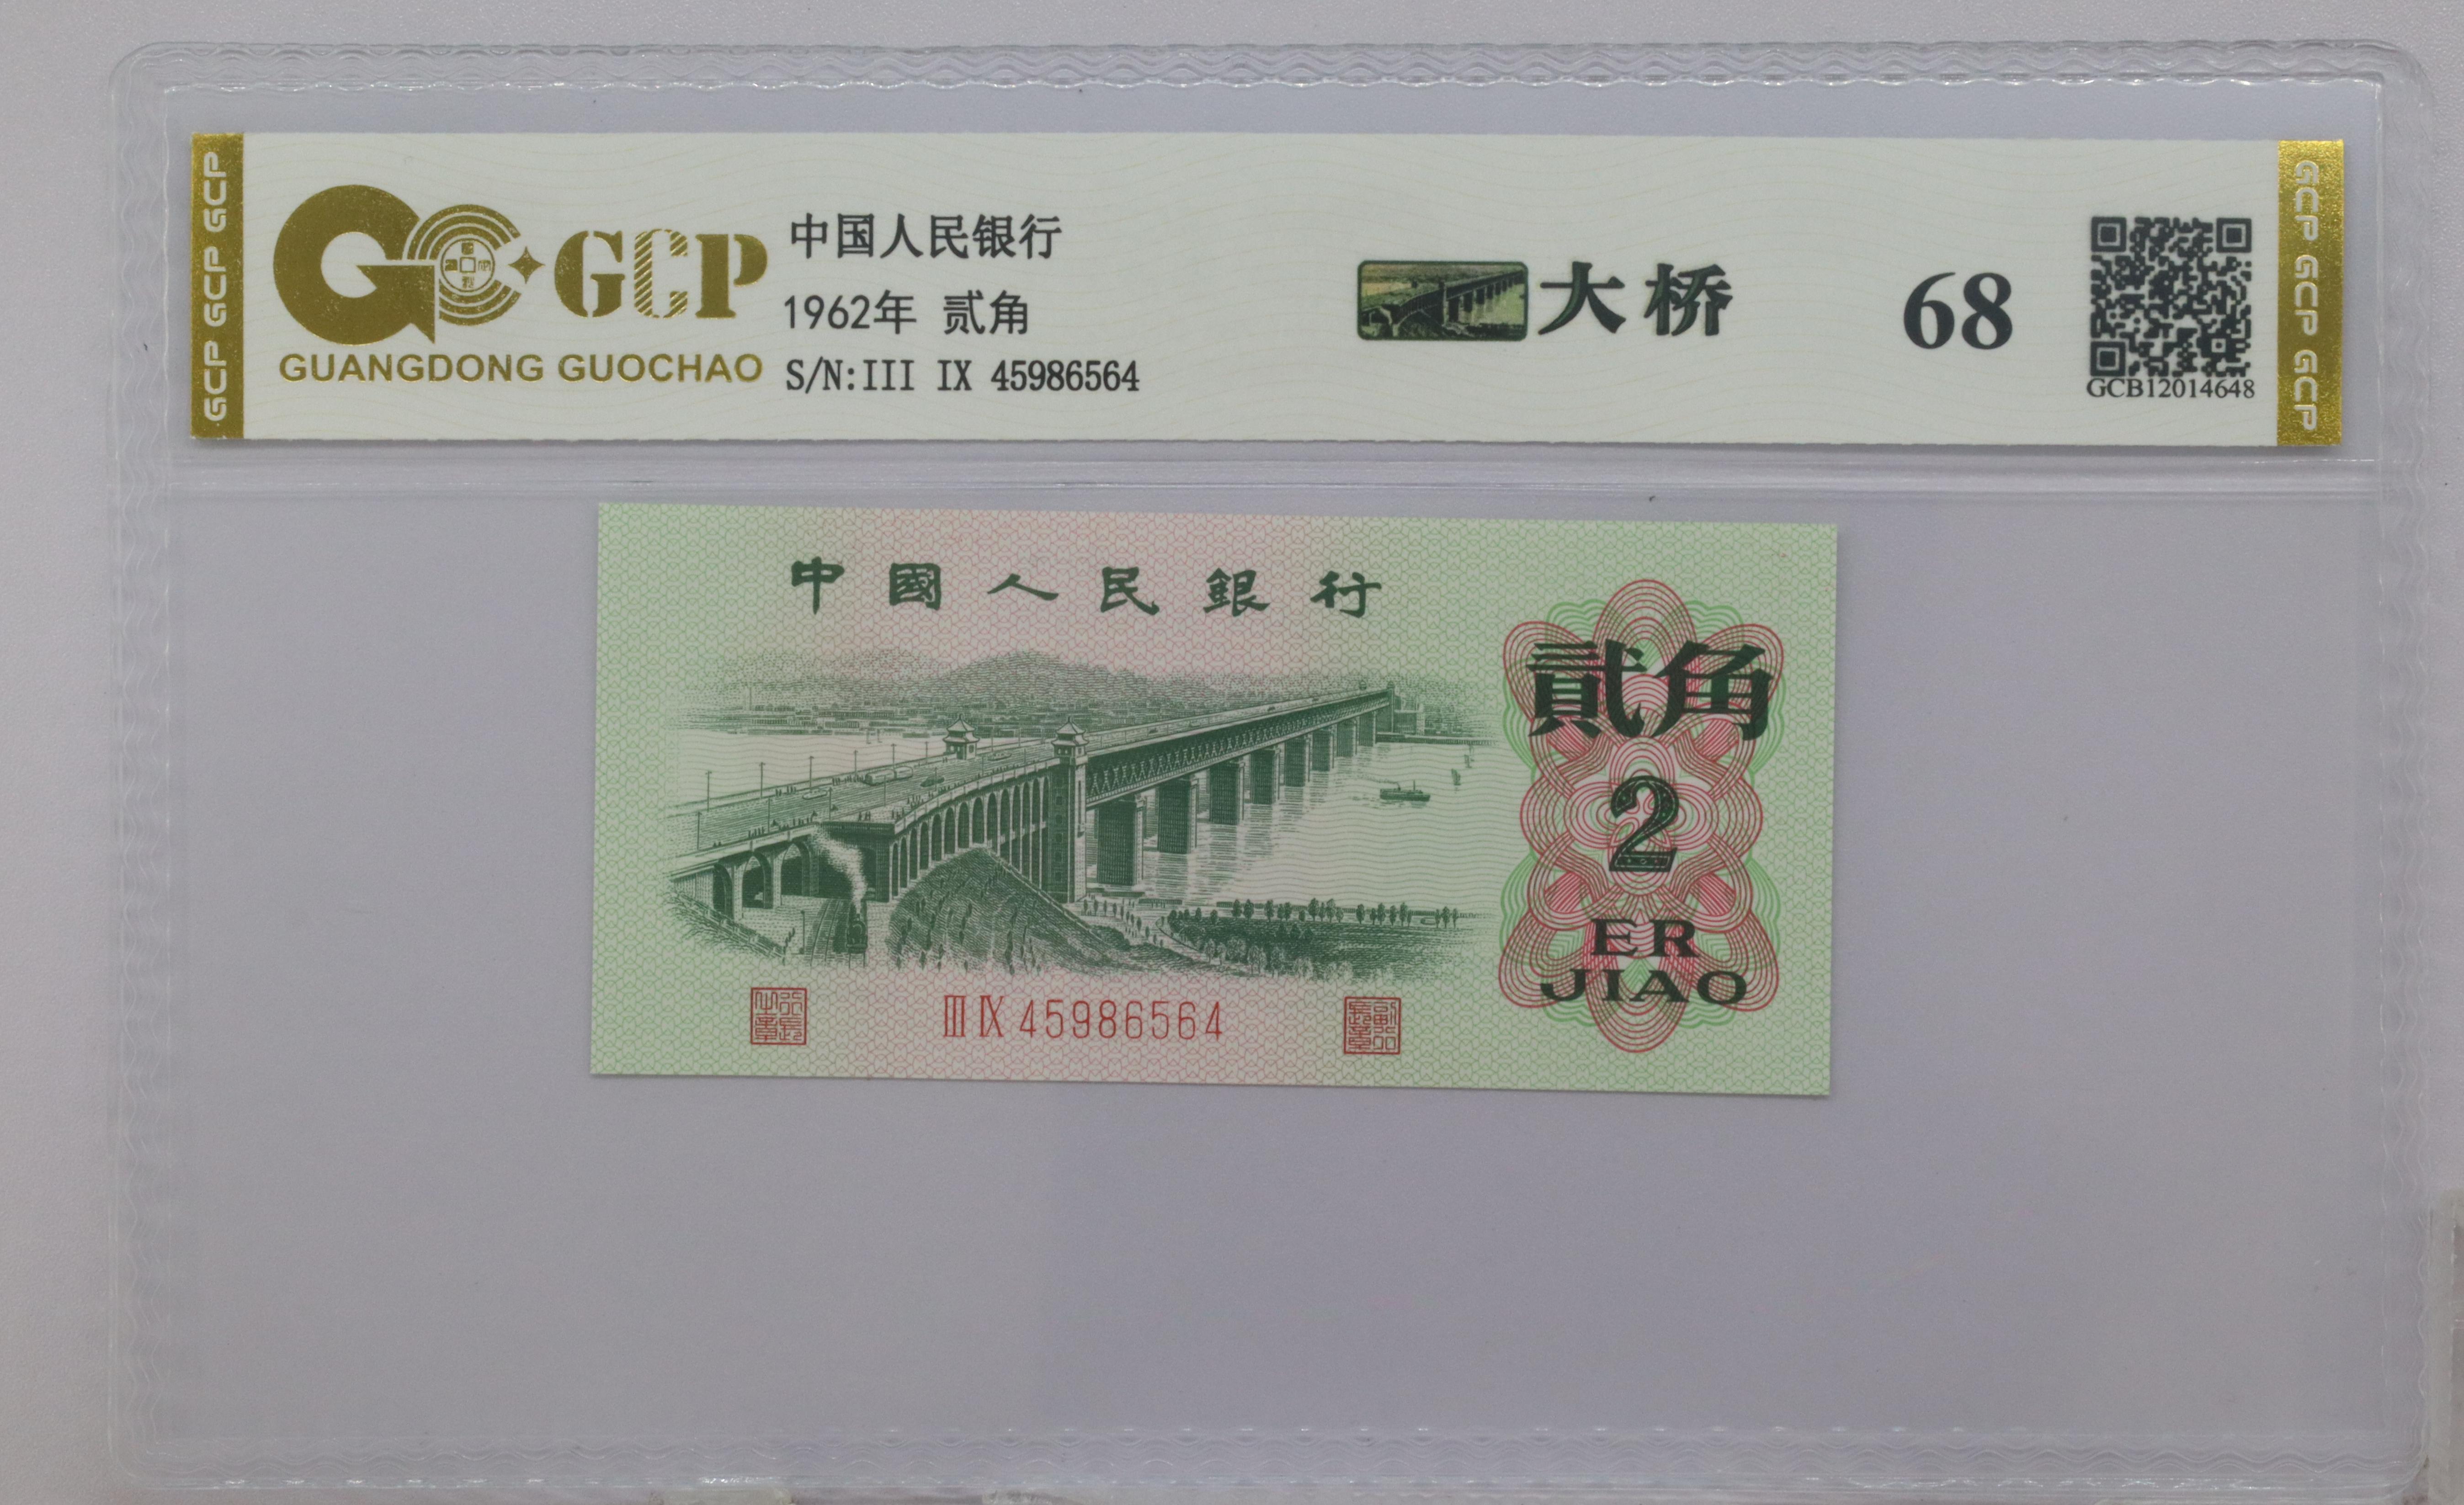 GCP GCP GCP
GCP
GUANGDONG GUOCHAO
中国人民银行
1962年 贰角
S/N:III IX 45986564
大桥
68
GCB12014648
GCP GCP GCP
中國人民銀行
貳角
2
ER
JIAO
III IX 45986564